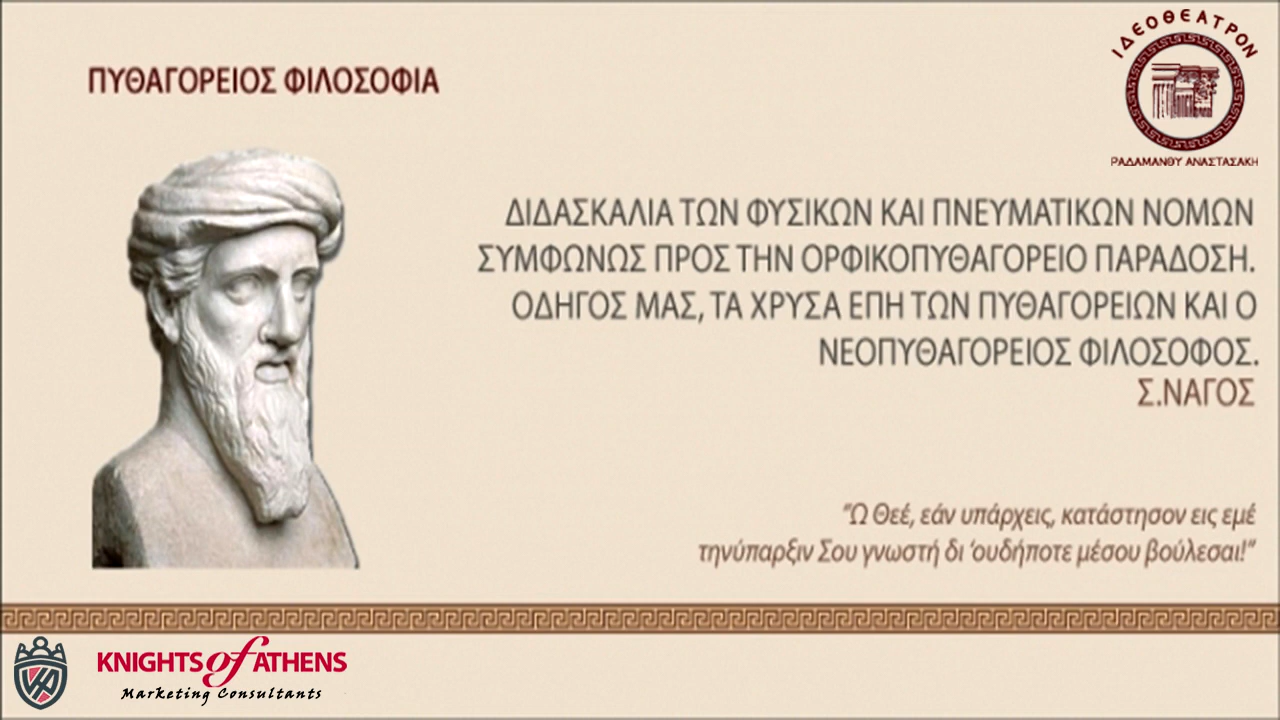 ΙΔΕΟΘΕΑΤΡΟΝ
ΡΑΔΑΜΑΝΘΥ ΑΝΑΣΤΑΣΑΚΗ
ΠΥΘΑΓΟΡΕΙΟΣ ΦΙΛΟΣΟΦΙΑ
ΔΙΔΑΣΚΑΛΙΑ ΤΩΝ ΦΥΣΙΚΩΝ ΚΑΙ ΠΝΕΥΜΑΤΙΚΩΝ ΝΟΜΩΝ
ΣΥΜΦΩΝΩΣ ΠΡΟΣ ΤΗΝ ΟΡΦΙΚΟΠΥΘΑΓΟΡΕΙΟ ΠΑΡΑΔΟΣΗ.
ΟΔΗΓΟΣ ΜΑΣ, ΤΑ ΧΡΥΣΑ ΕΠΗ ΤΩΝ ΠΥΘΑΓΟΡΕΙΩΝ ΚΑΙ Ο
ΝΕΟΠΥΘΑΓΟΡΕΙΟΣ ΦΙΛΟΣΟΦΟΣ.
Σ.ΝΑΓΟΣ
“Ω Θεέ, εάν υπάρχεις, κατάστησον εις εμέ
τηνύπαρξιν Σου γνωστή δι ‘ουδήποτε μέσου βούλεσαι!”
KNIGHTS of ATHENS
Marketing Consultants